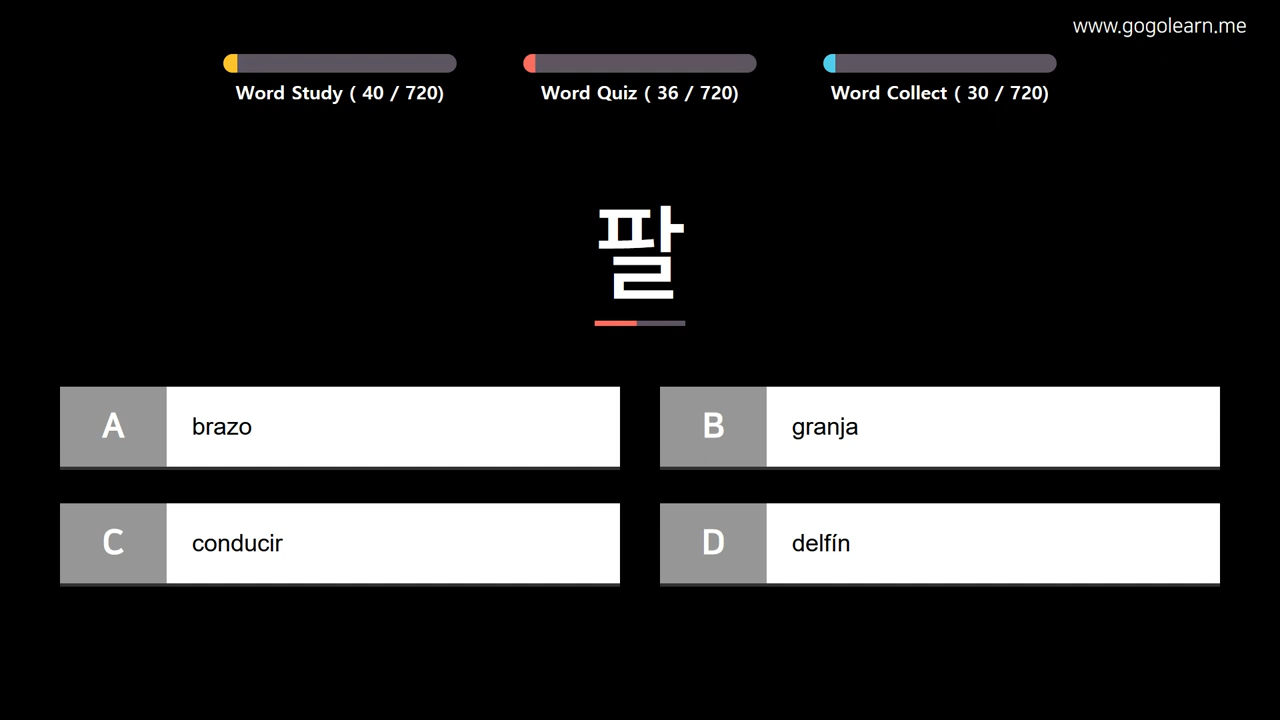 www.gogolearn.me
Word Study ( 40 / 720)
Word Quiz ( 36 / 720)
Word Collect ( 30 / 720)
팔
A brazo
B granja
C conducir
D delfín